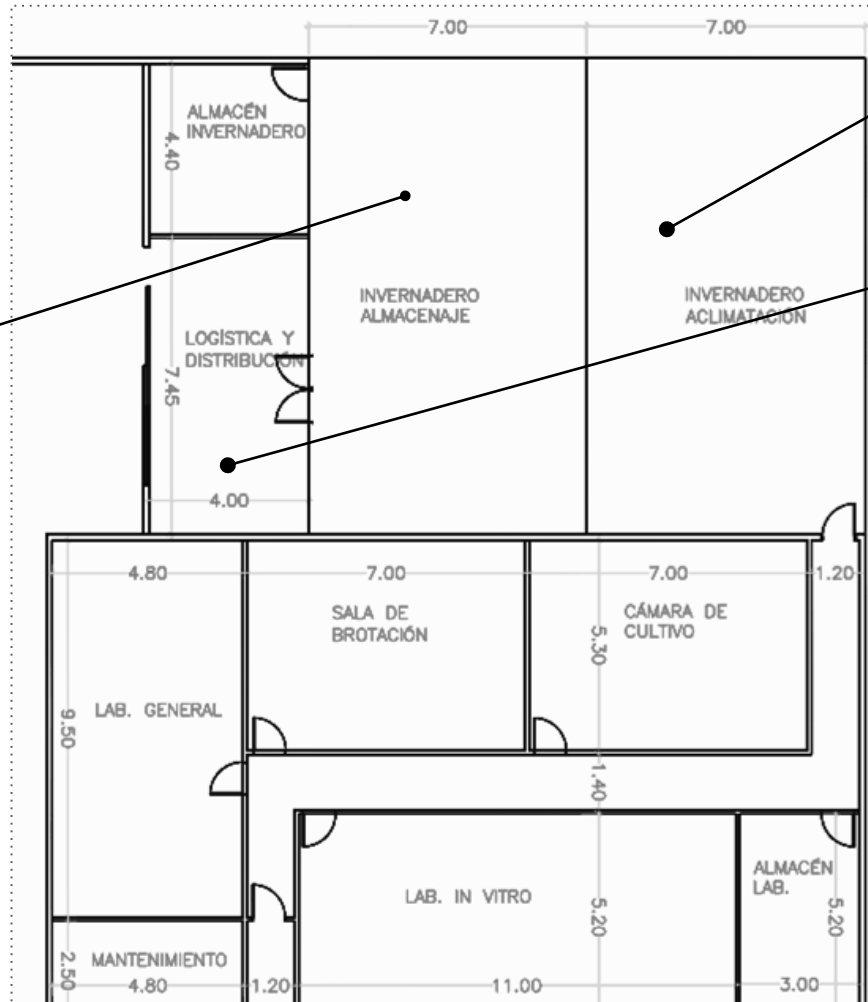 7.00
7.00
ALMACÉN
INVERNADERO
4.40
INVERNADERO
ALMACENAJE
INVERNADERO
ACLIMATACIÓN
LOGÍSTICA Y
DISTRIBUCIÓN
7.45
4.00
4.80
7.00
7.00
1.20
SALA DE
BROTACIÓN
CÁMARA DE
CULTIVO
5.30
LAB. GENERAL
9.50
1.40
ALMACÉN
LAB.
LAB. IN VITRO
5.20
5.20
MANTENIMIENTO
2.50
4.80
1.20
11.00
3.00